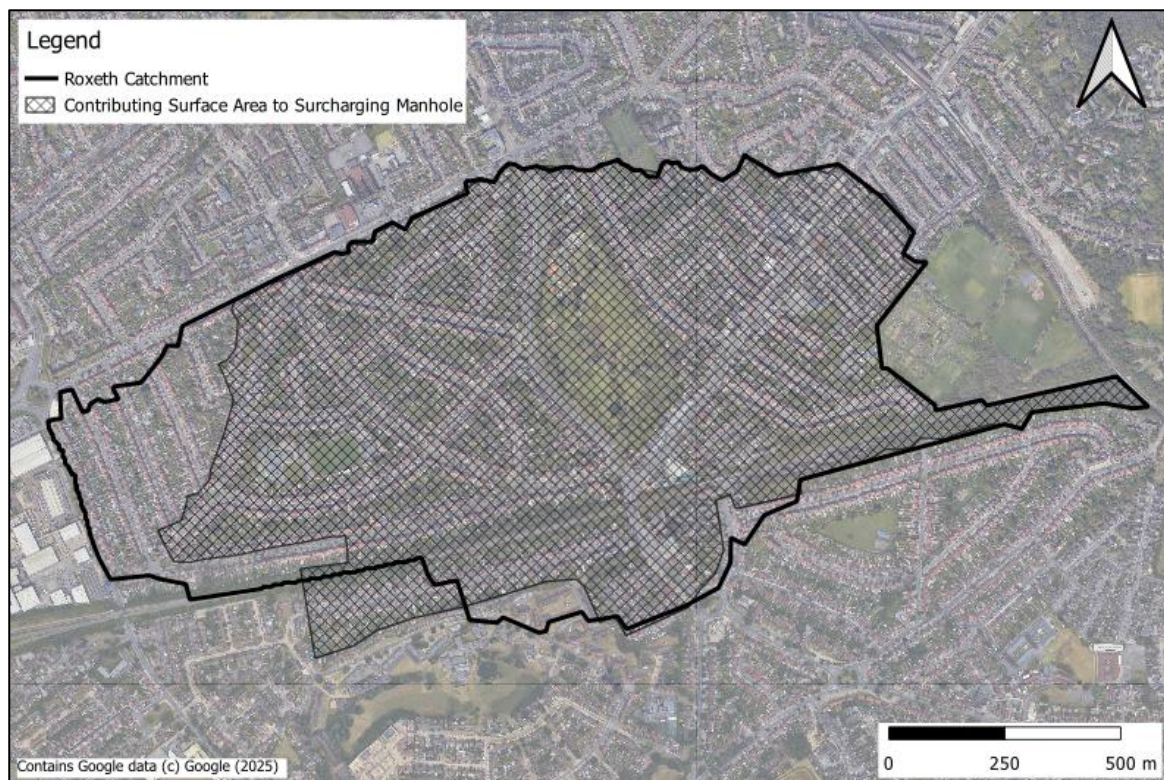 Legend
Roxeth Catchment
Contributing Surface Area to Surcharging Manhole
Contains Google data (c) Google (2025)
0 250 500 m